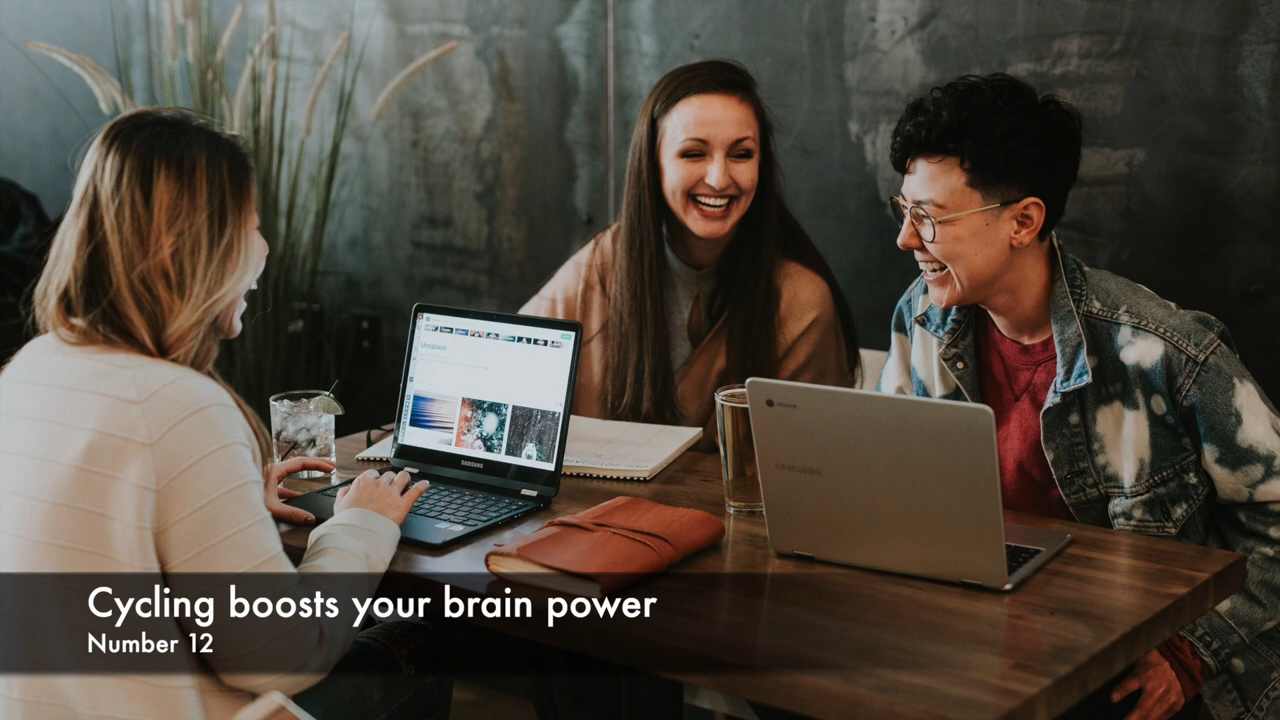 Unsplash
SAMSUNG
SAMSUNG
Cycling boosts your brain power
Number 12